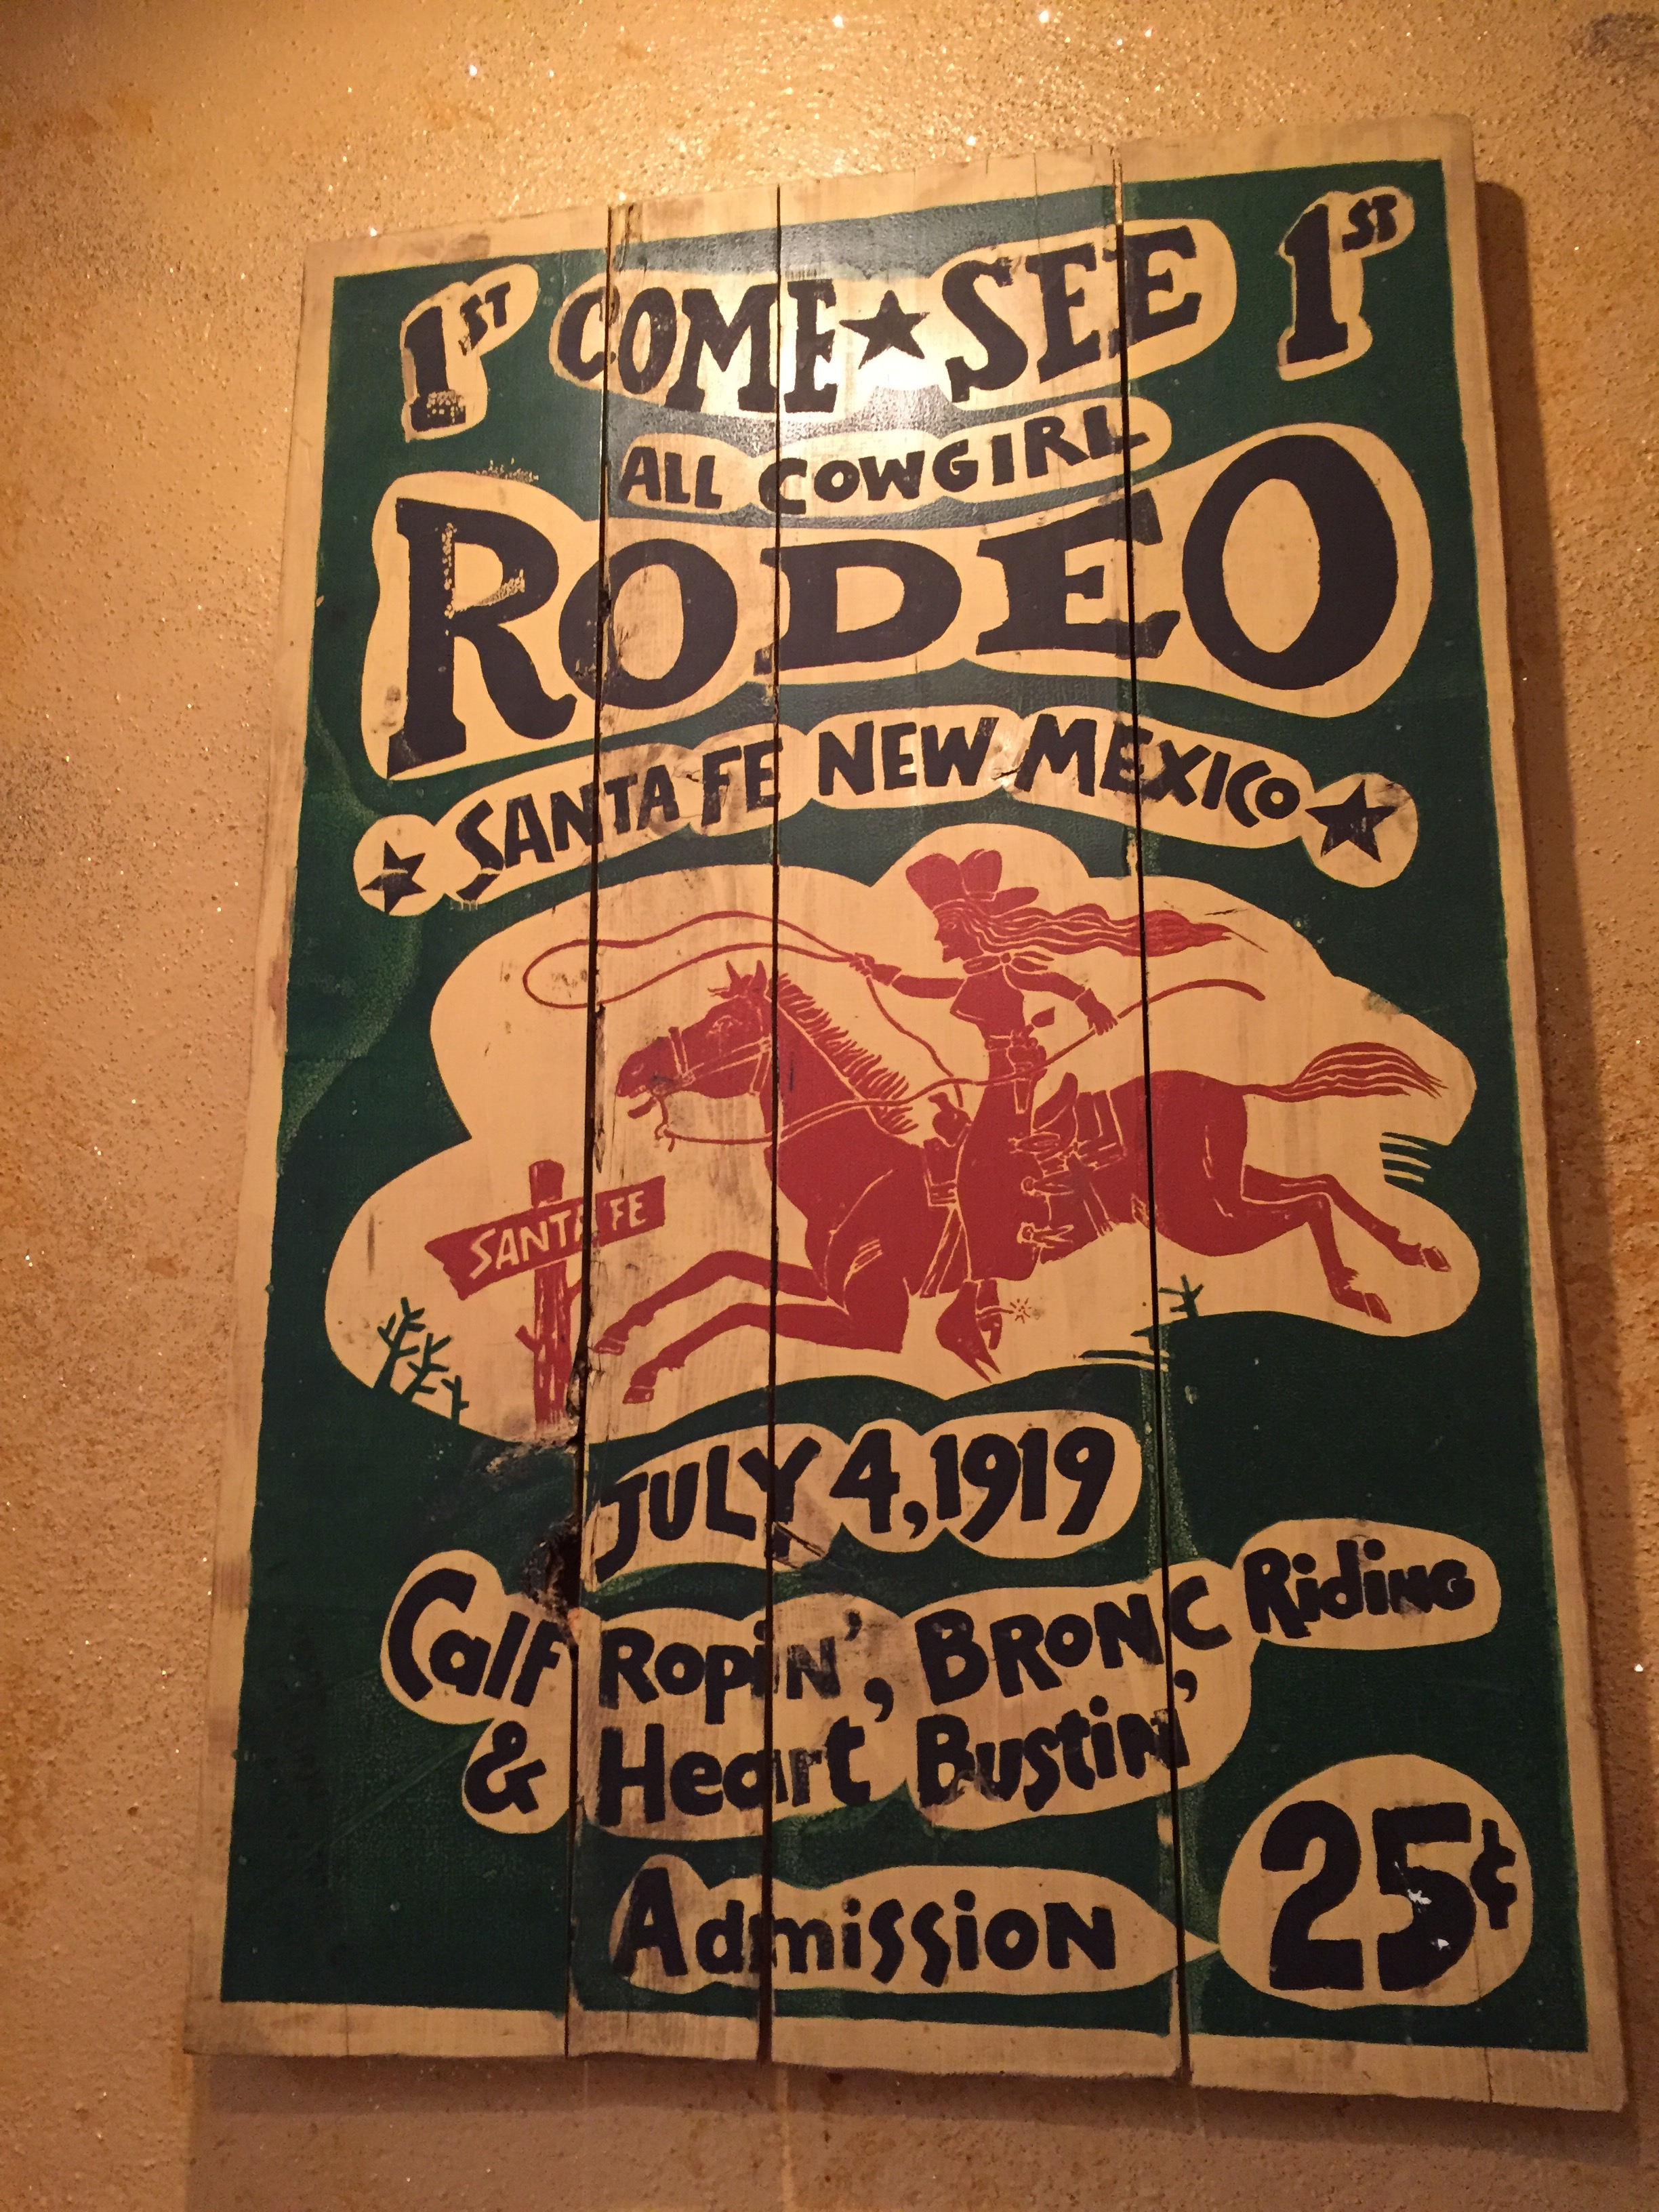 1ST COME★SEE 1ST
ALL COWGIRL
RODEO
★ SANTA FE NEW MEXICO ★
SANTA FE
JULY 4, 1919
Calf Ropin', BRONC Riding,
& Heart Bustin'
Admission 25¢